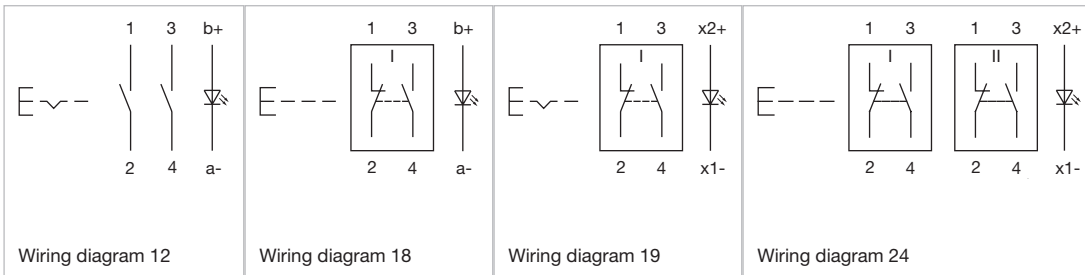 1 3 b+
2 4 a-
Wiring diagram 12
1 3 b+
I
2 4 a-
Wiring diagram 18
1 3 x2+
I
2 4 x1-
Wiring diagram 19
1 3 1 3 x2+
I II
2 4 2 4 x1-
Wiring diagram 24